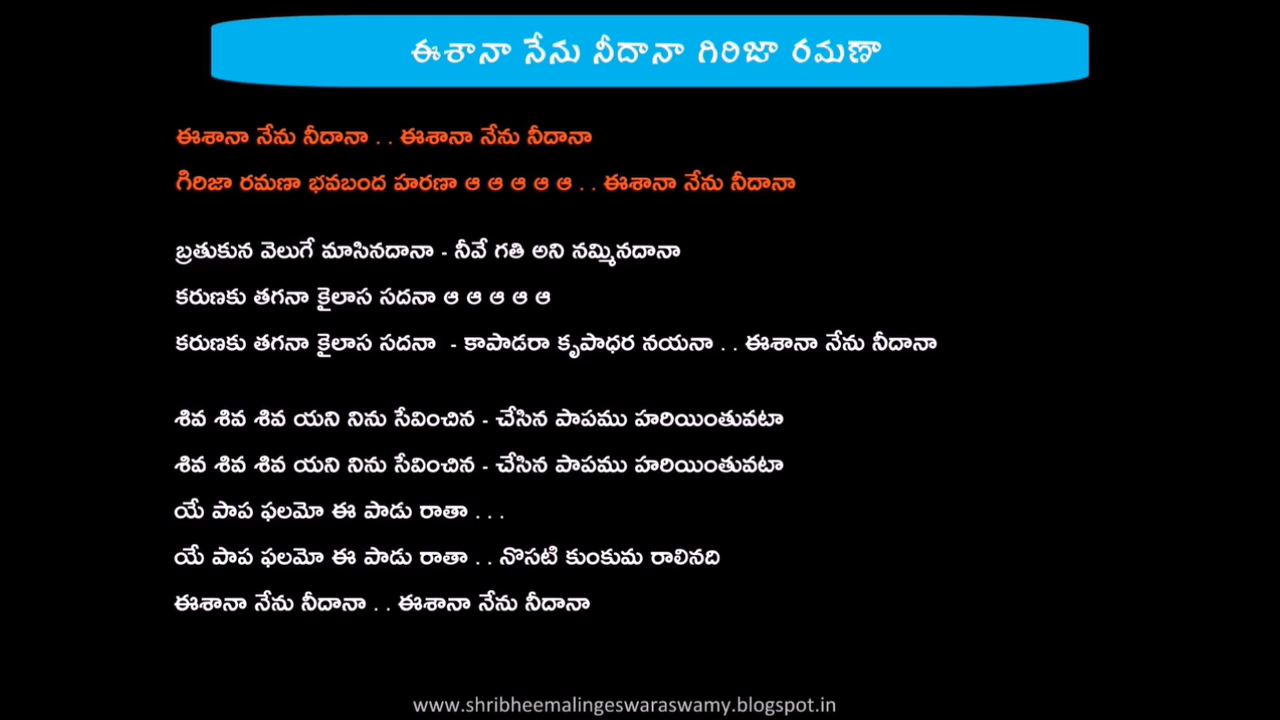 ఈశానా నేను నీదానా గిరిజా రమణా
ఈశానా నేను నీదానా . . ఈశానా నేను నీదానా
గిరిజా రమణా భవబంద హరణా ఆ ఆ ఆ ఆ ఆ . . ఈశానా నేను నీదానా
బ్రతుకున వెలుగే మాసినదానా - నీవే గతి అని నమ్మినదానా
కరుణకు తగనా కైలాస సదనా ఆ ఆ ఆ ఆ ఆ
కరుణకు తగనా కైలాస సదనా - కాపాడరా కృపాధర నయనా . . ఈశానా నేను నీదానా
శివ శివ శివ యని నిను సేవించిన - చేసిన పాపము హరియింతువటా
శివ శివ శివ యని నిను సేవించిన - చేసిన పాపము హరియింతువటా
యే పాప ఫలమో ఈ పాడు రాతా . . .
యే పాప ఫలమో ఈ పాడు రాతా . . నొసటి కుంకుమ రాలినది
ఈశానా నేను నీదానా . . ఈశానా నేను నీదానా
www.shribheemalingeswaraswamy.blogspot.in